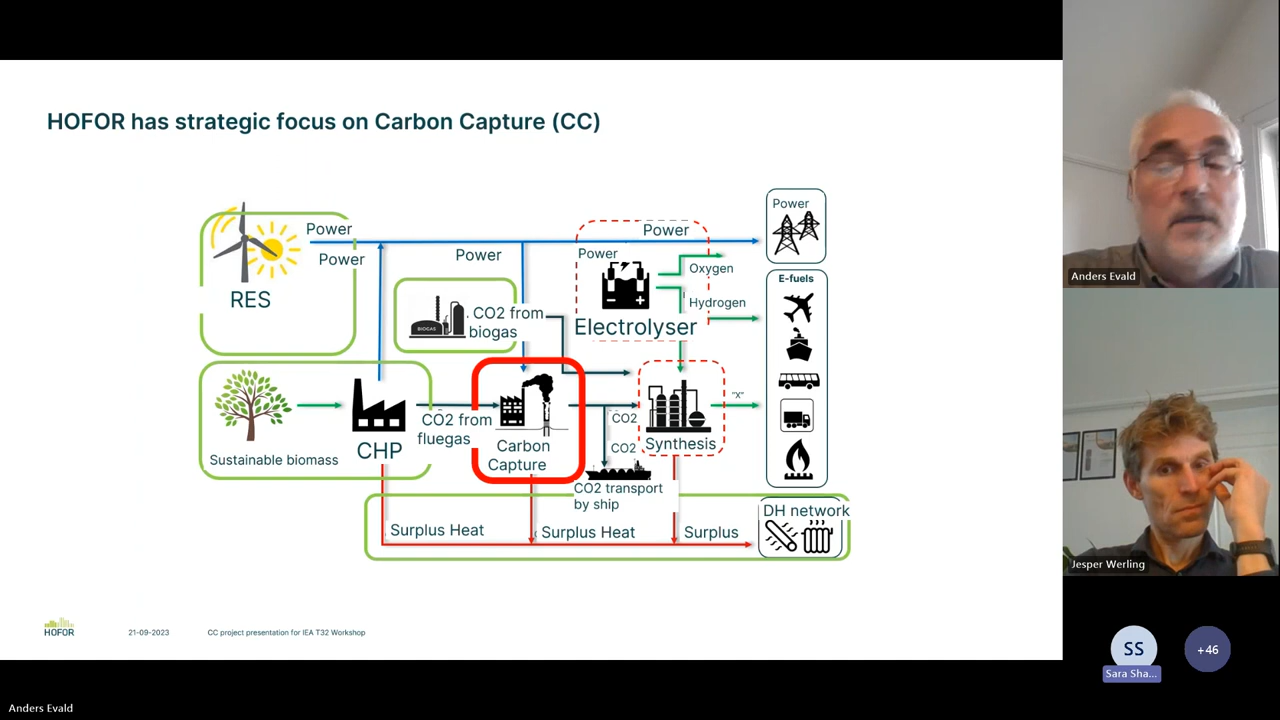 HOFOR has strategic focus on Carbon Capture (CC)
Power
Power
Power
Power
Power
Power
RES
Oxygen
E-fuels
Hydrogen
BIOGAS
CO2 from
biogas
Electrolyser
"X"
CO2 from
fluegas
CO2
Sustainable biomass
CHP
Carbon
Capture
CO2
Synthesis
CO2 transport
by ship
DH network
Surplus Heat
Surplus Heat
Surplus
HOFOR
21-09-2023
CC project presentation for IEA T32 Workshop
Anders Evald
Jesper Werling
SS
+46
Sara Sha...
Anders Evald